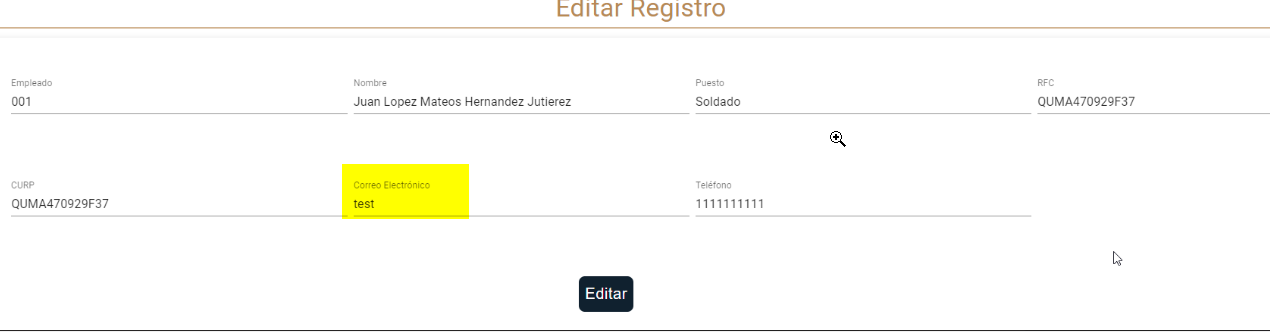 Editar Registro
Empleado Nombre Puesto RFC
001 Juan Lopez Mateos Hernandez Jutierez Soldado QUMA470929F37
CURP Correo Electrónico Teléfono
QUMA470929F37 test 1111111111
Editar